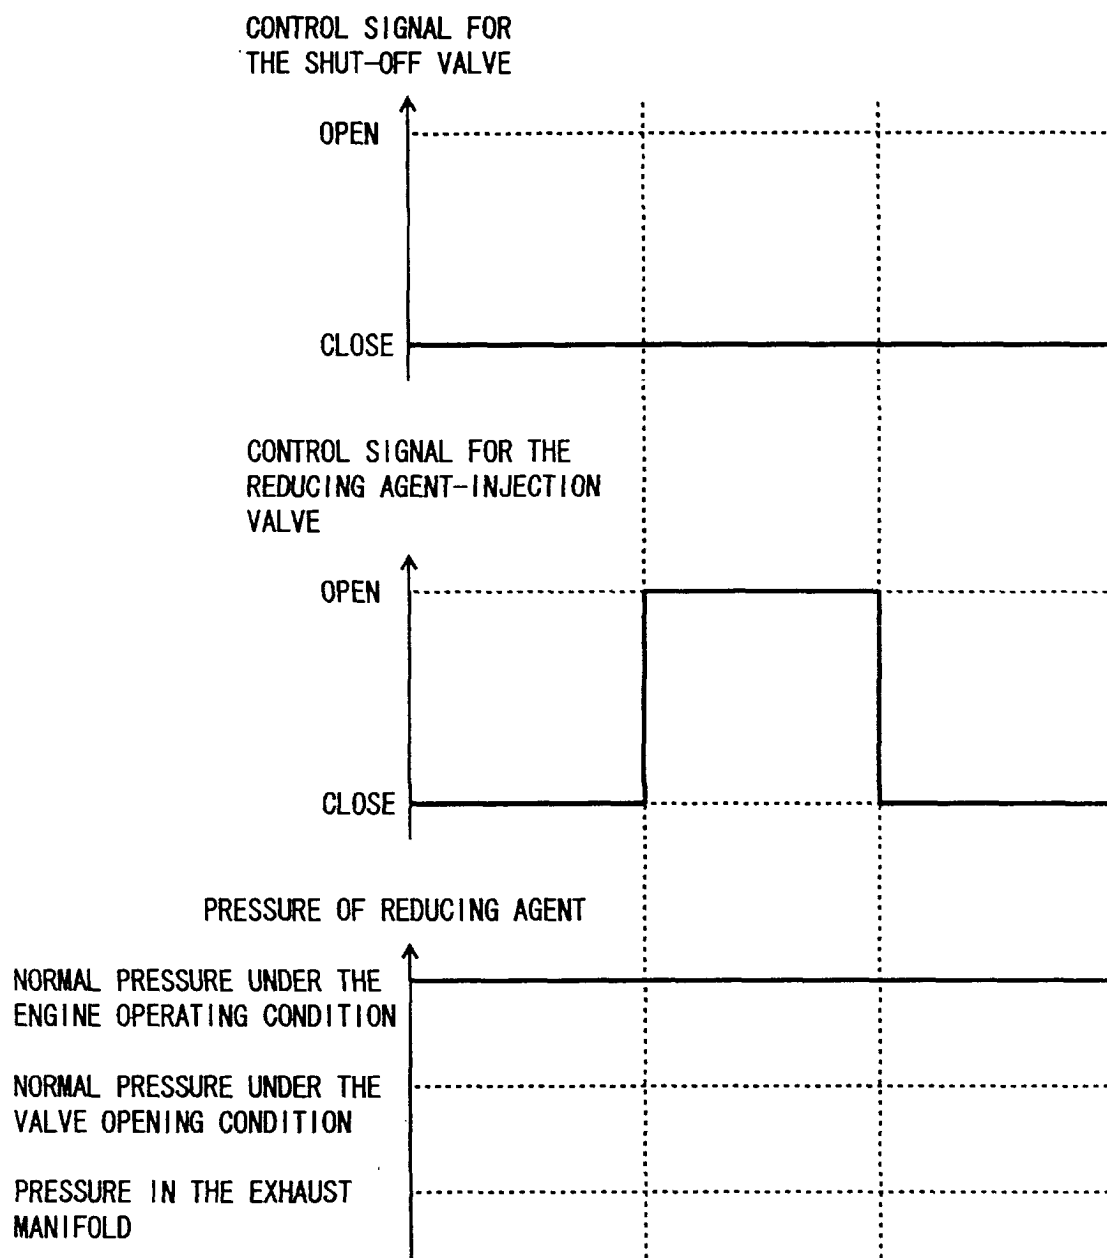 CONTROL SIGNAL FOR
THE SHUT-OFF VALVE
OPEN
CLOSE
CONTROL SIGNAL FOR THE
REDUCING AGENT-INJECTION
VALVE
OPEN
CLOSE
PRESSURE OF REDUCING AGENT
NORMAL PRESSURE UNDER THE
ENGINE OPERATING CONDITION
NORMAL PRESSURE UNDER THE
VALVE OPENING CONDITION
PRESSURE IN THE EXHAUST
MANIFOLD